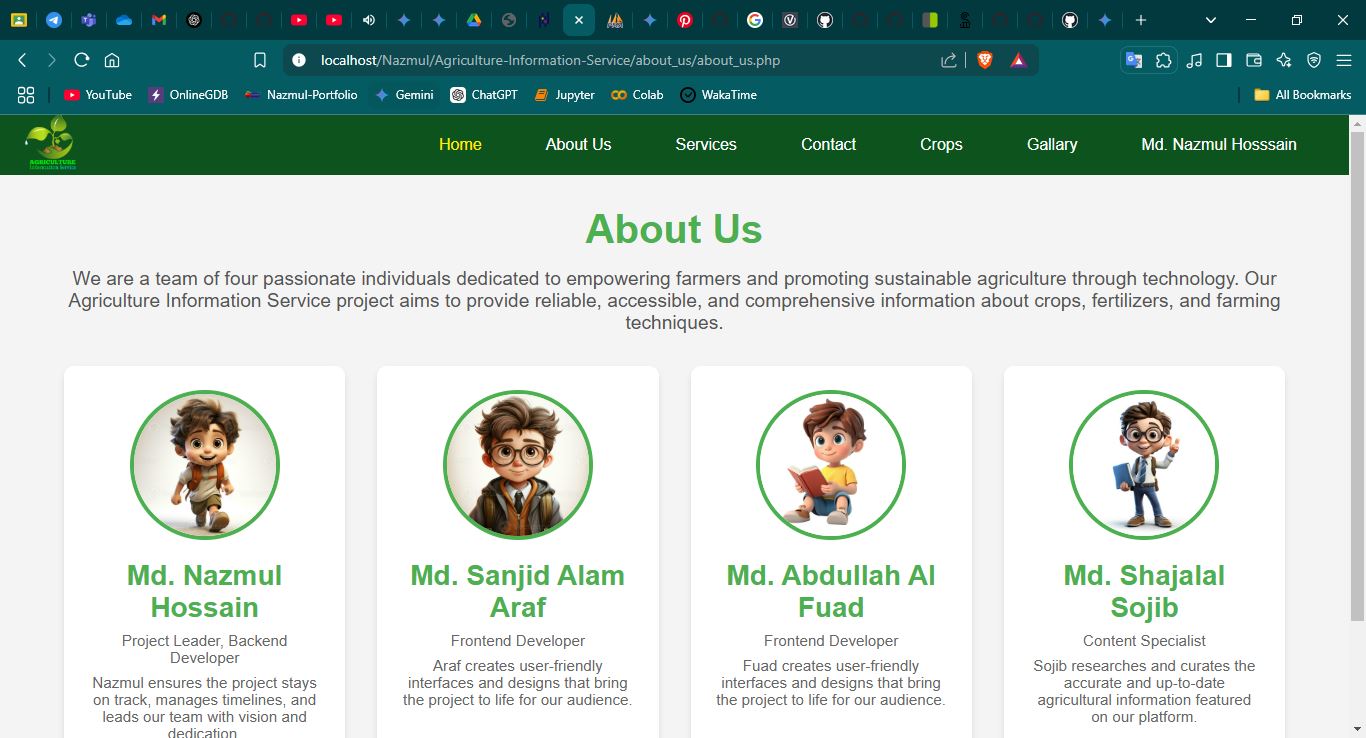 localhost/Nazmul/Agriculture-Information-Service/about_us/about_us.php
YouTube OnlineGDB Nazmul-Portfolio Gemini ChatGPT Jupyter Colab WakaTime All Bookmarks
AGRICULTURE
INFORMATION SERVICE
Home About Us Services Contact Crops Gallary Md. Nazmul Hosssain
About Us
We are a team of four passionate individuals dedicated to empowering farmers and promoting sustainable agriculture through technology. Our
Agriculture Information Service project aims to provide reliable, accessible, and comprehensive information about crops, fertilizers, and farming
techniques.
Md. Nazmul
Hossain
Project Leader, Backend
Developer
Nazmul ensures the project stays
on track, manages timelines, and
leads our team with vision and
dedication
Md. Sanjid Alam
Araf
Frontend Developer
Araf creates user-friendly
interfaces and designs that bring
the project to life for our audience.
Md. Abdullah Al
Fuad
Frontend Developer
Fuad creates user-friendly
interfaces and designs that bring
the project to life for our audience.
Md. Shajalal
Sojib
Content Specialist
Sojib researches and curates the
accurate and up-to-date
agricultural information featured
on our platform.